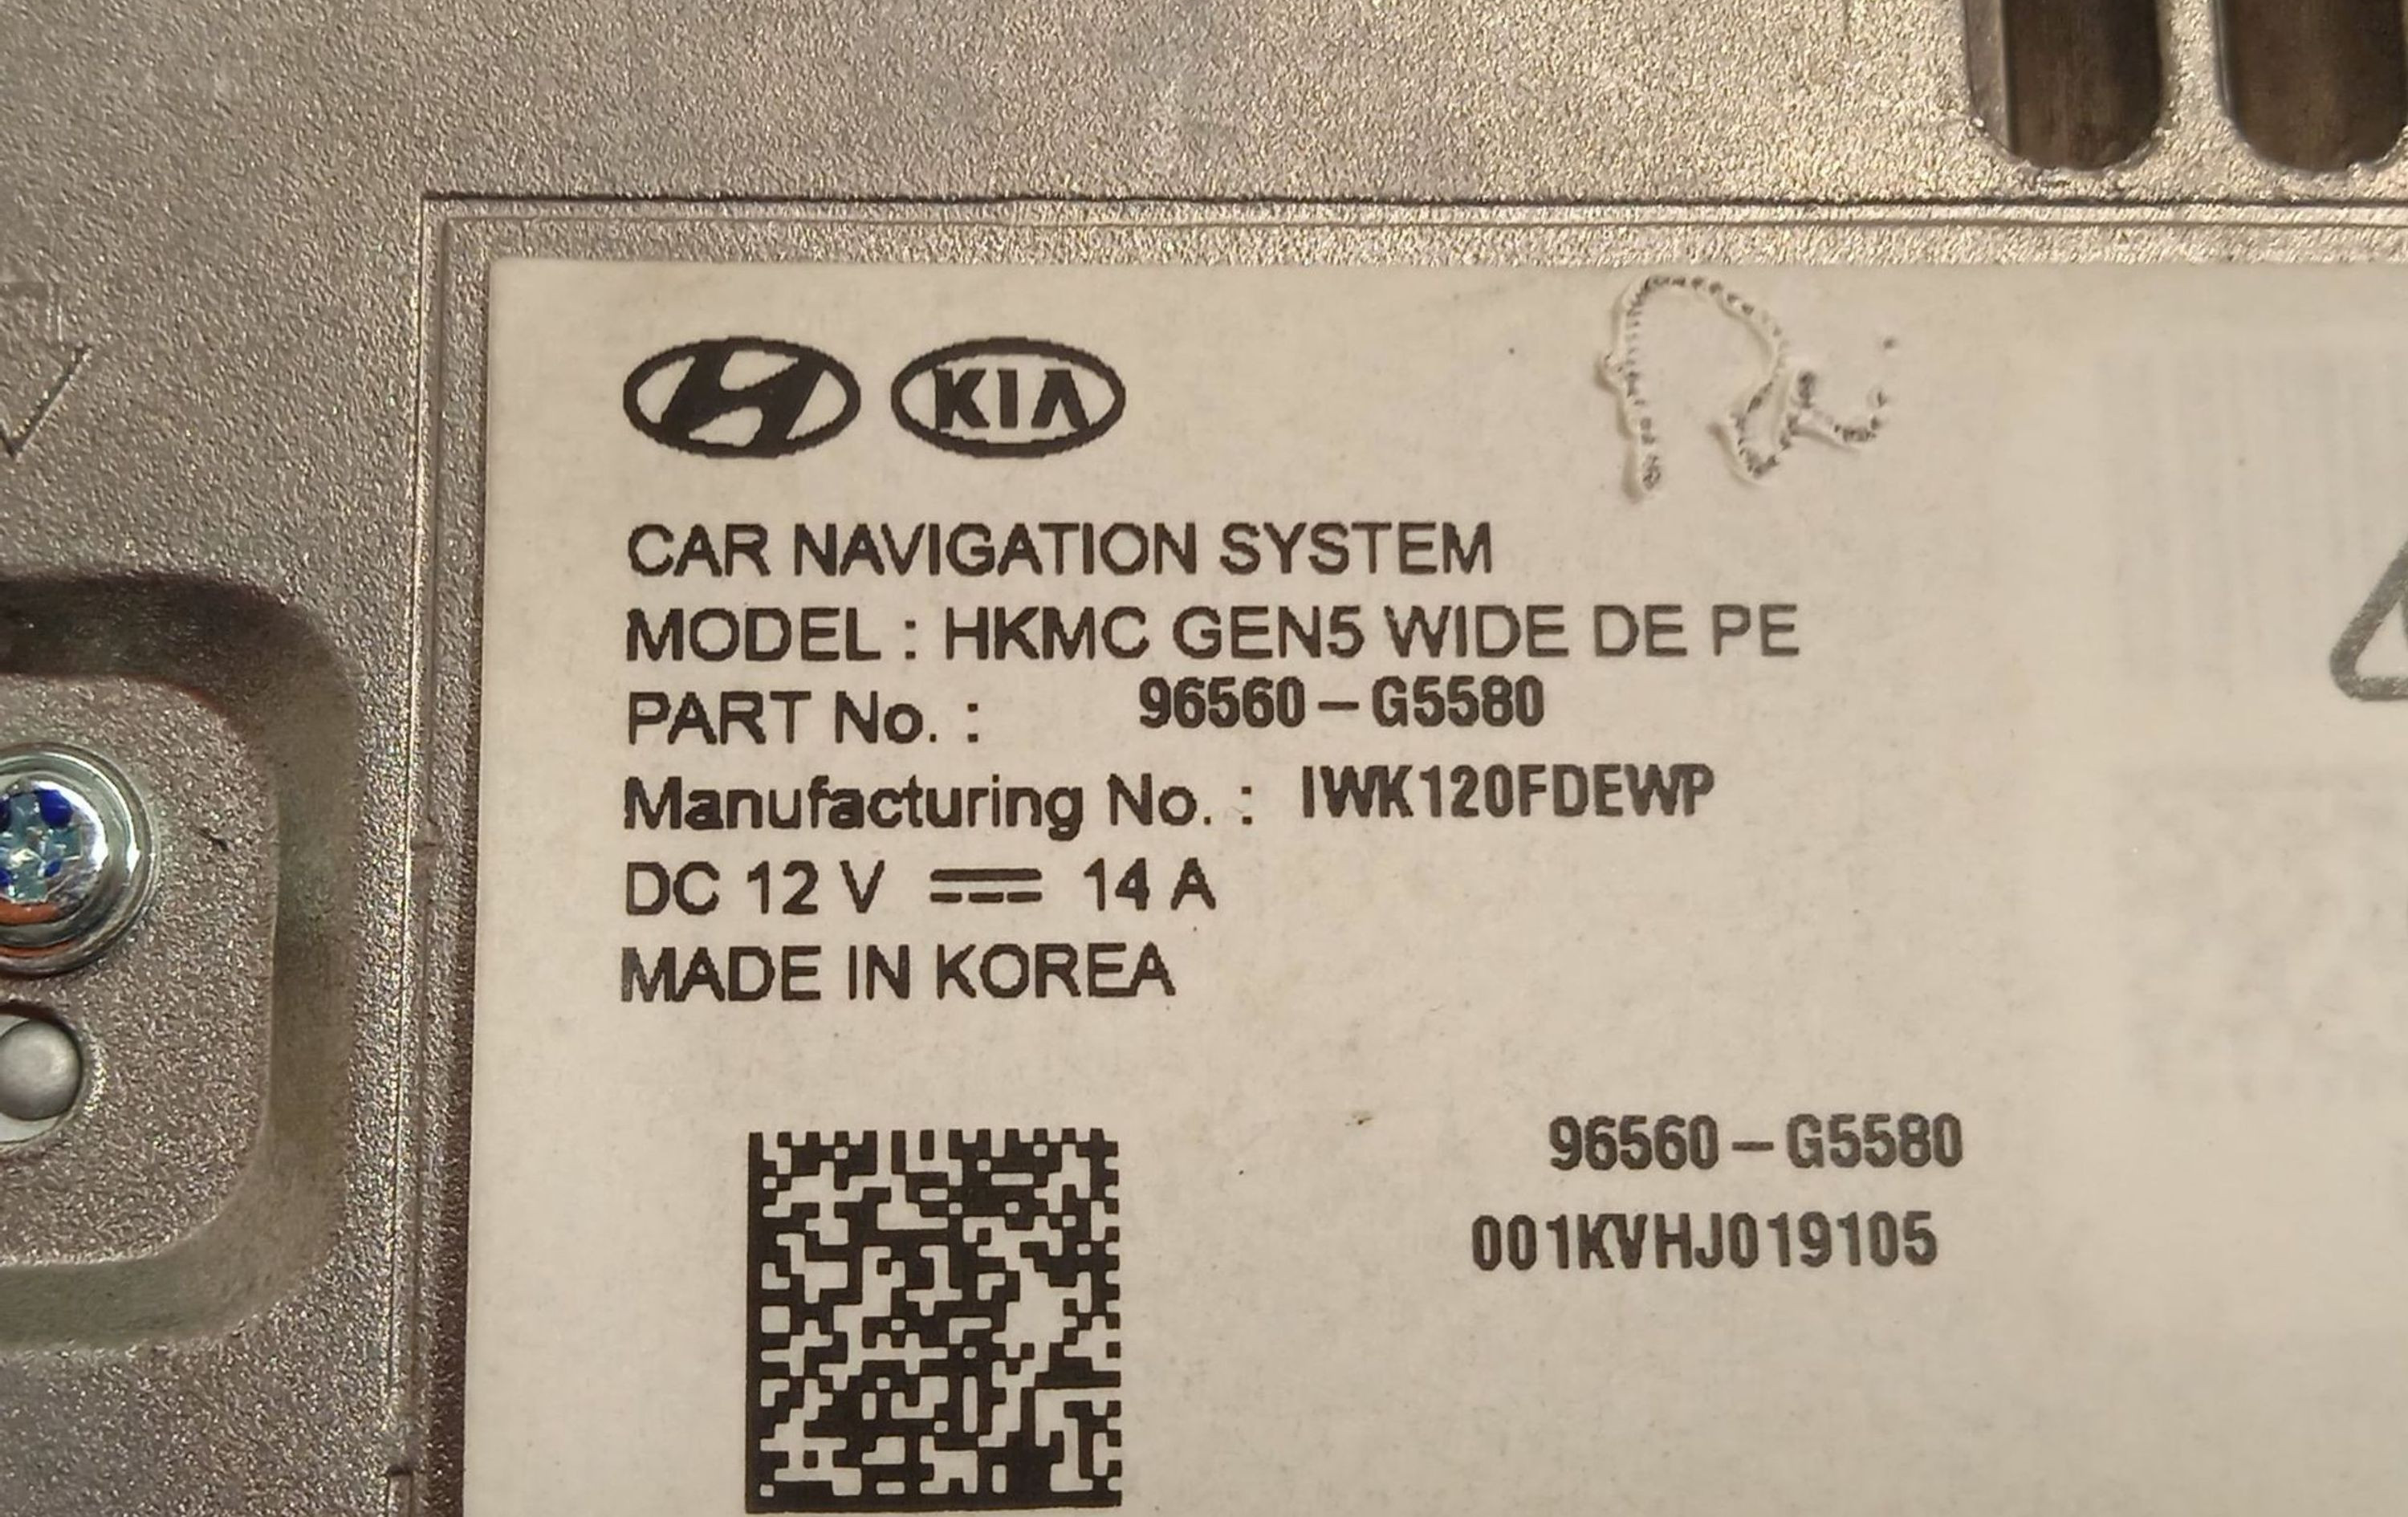 KIA
CAR NAVIGATION SYSTEM
MODEL : HKMC GEN5 WIDE DE PE
PART No. : 96560-G5580
Manufacturing No. : IWK120FDEWP
DC 12 V ⎓ 14 A
MADE IN KOREA
96560-G5580
001KVHJ019105